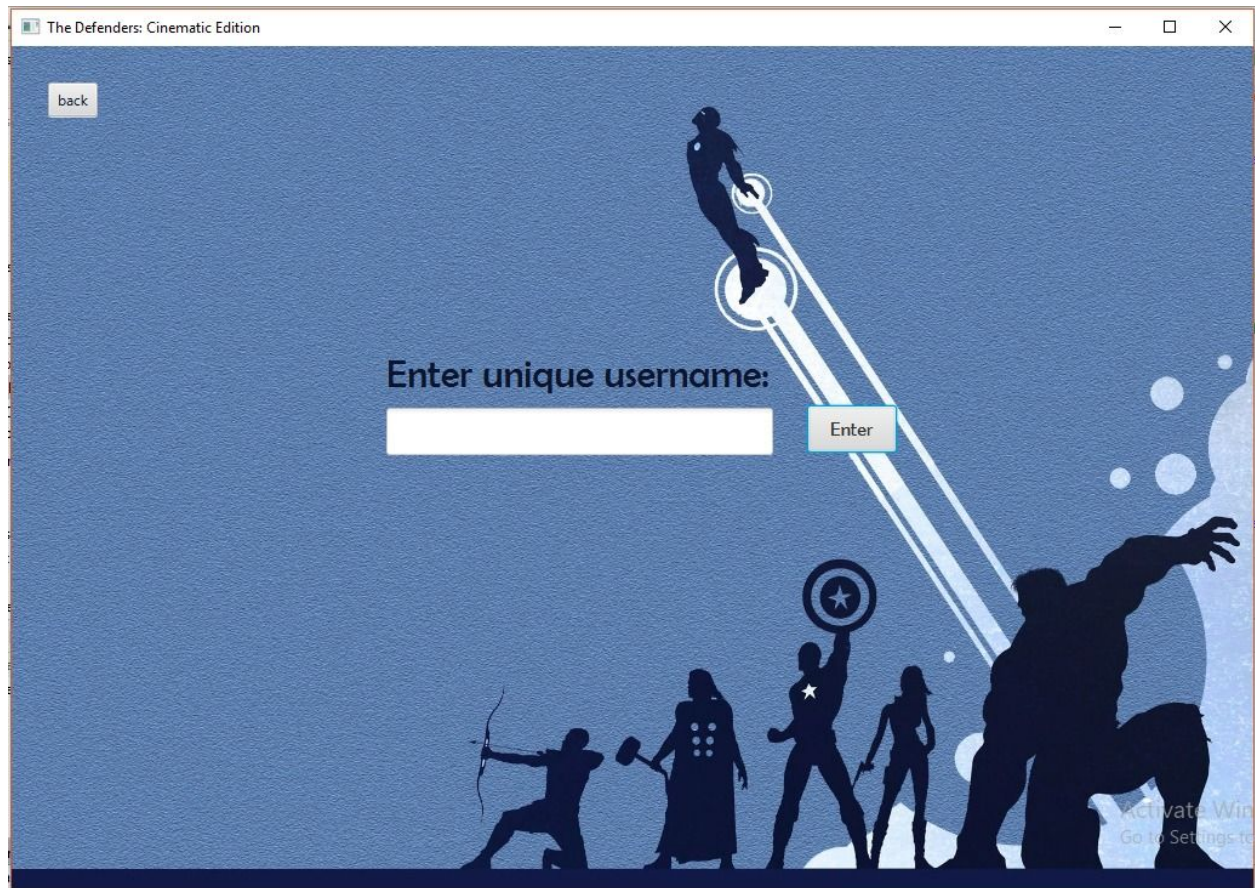 The Defenders: Cinematic Edition
back
Enter unique username:
Enter
Activate Win
Go to Settings to